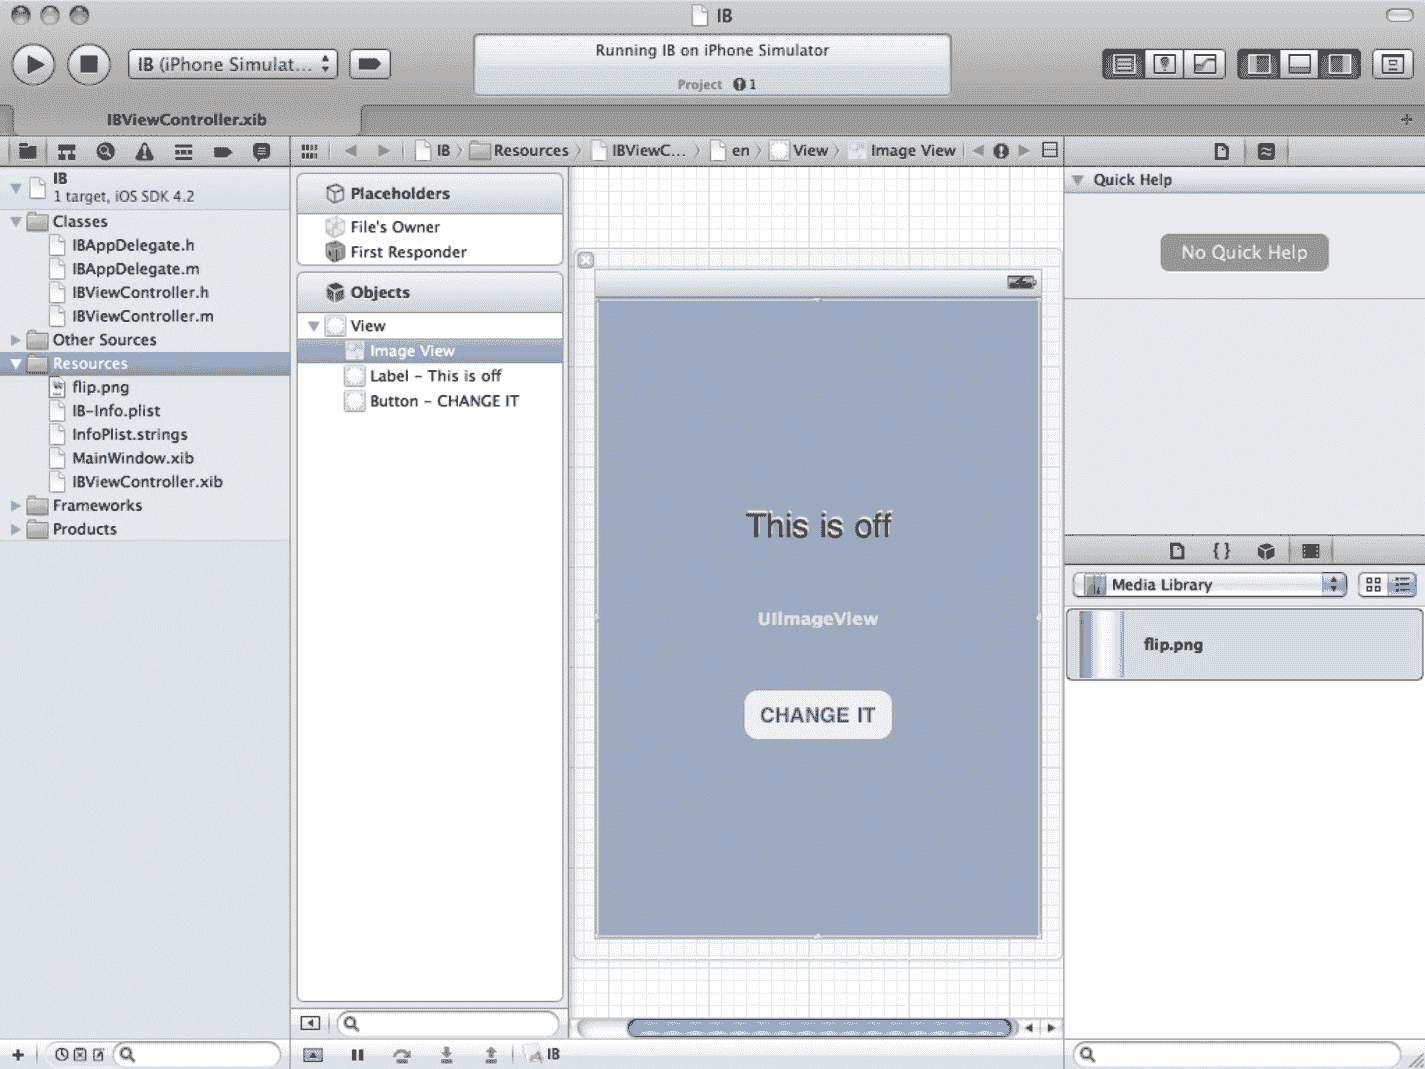 IB
IB (iPhone Simulat...
Running IB on iPhone Simulator
Project 1
IBViewController.xib
IB
Resources
IBViewC...
en
View
Image View
IB
1 target, iOS SDK 4.2
Classes
IBAppDelegate.h
IBAppDelegate.m
IBViewController.h
IBViewController.m
Other Sources
Resources
flip.png
IB-Info.plist
InfoPlist.strings
MainWindow.xib
IBViewController.xib
Frameworks
Products
Placeholders
File's Owner
First Responder
Objects
View
Image View
Label - This is off
Button - CHANGE IT
This is off
UIImageView
CHANGE IT
Quick Help
No Quick Help
{ }
Media Library
flip.png
IB